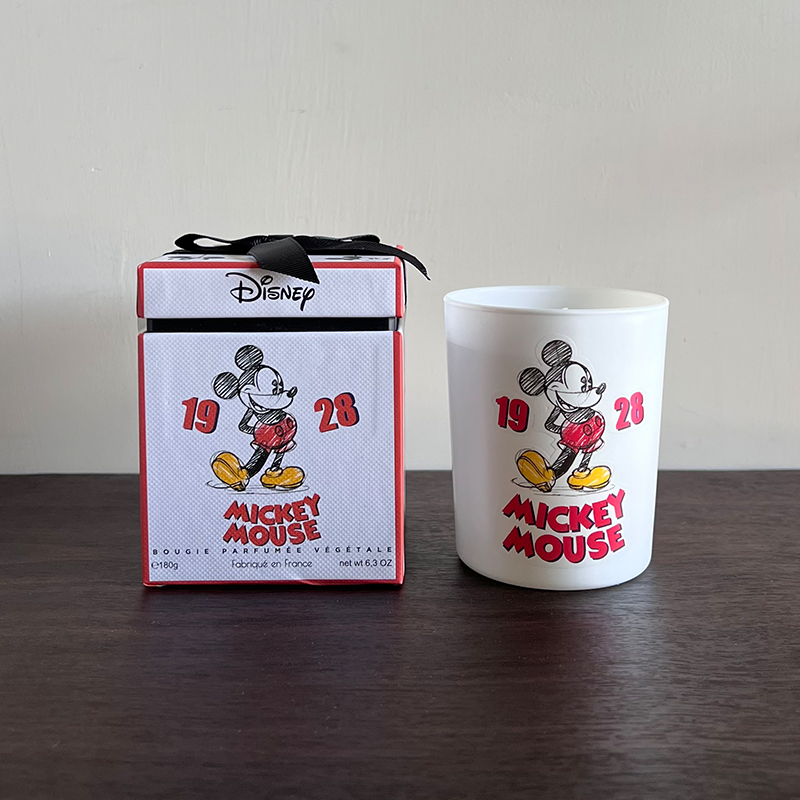 Disney
19 28
MICKEY
MOUSE
BOUGIE PARFUMÉE VÉGÉTALE
℮180g Fabriqué en France net wt 6,3 OZ
19 28
MICKEY
MOUSE